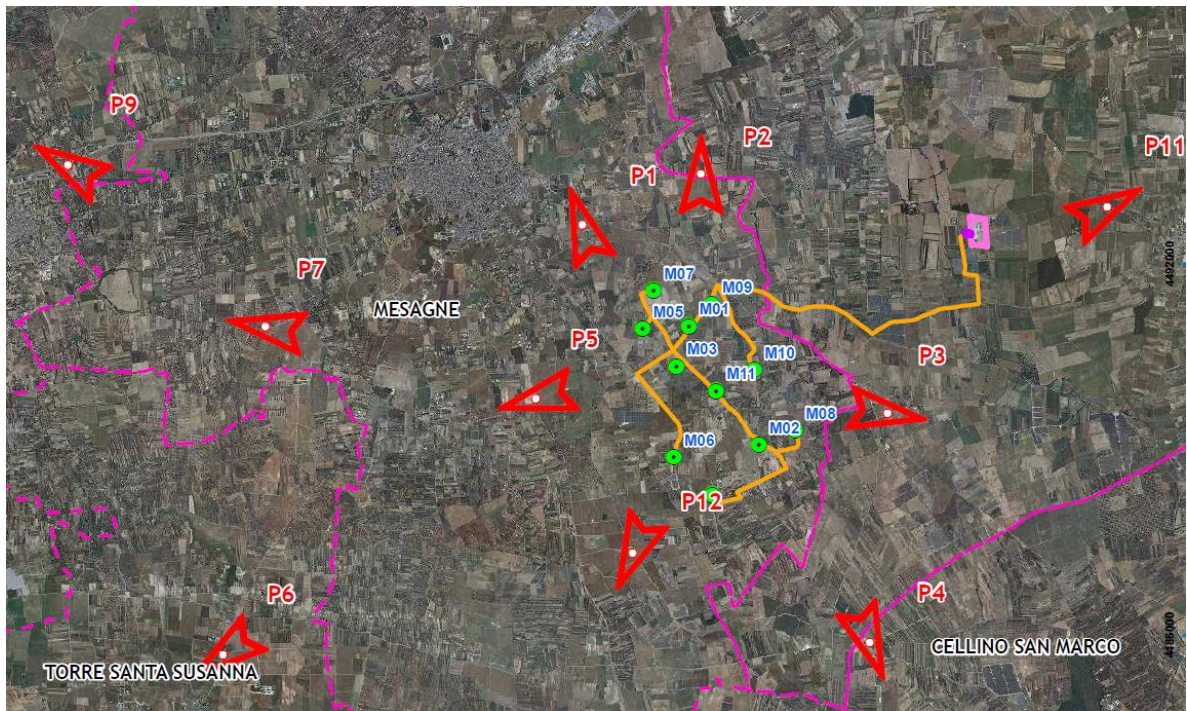 P9
P2
P11
P1
4492000
P7
M07
MESAGNE
M09
M05
M01
P5
M03
M10
P3
M11
M08
M02
M06
P12
P6
P4
4486000
CELLINO SAN MARCO
TORRE SANTA SUSANNA